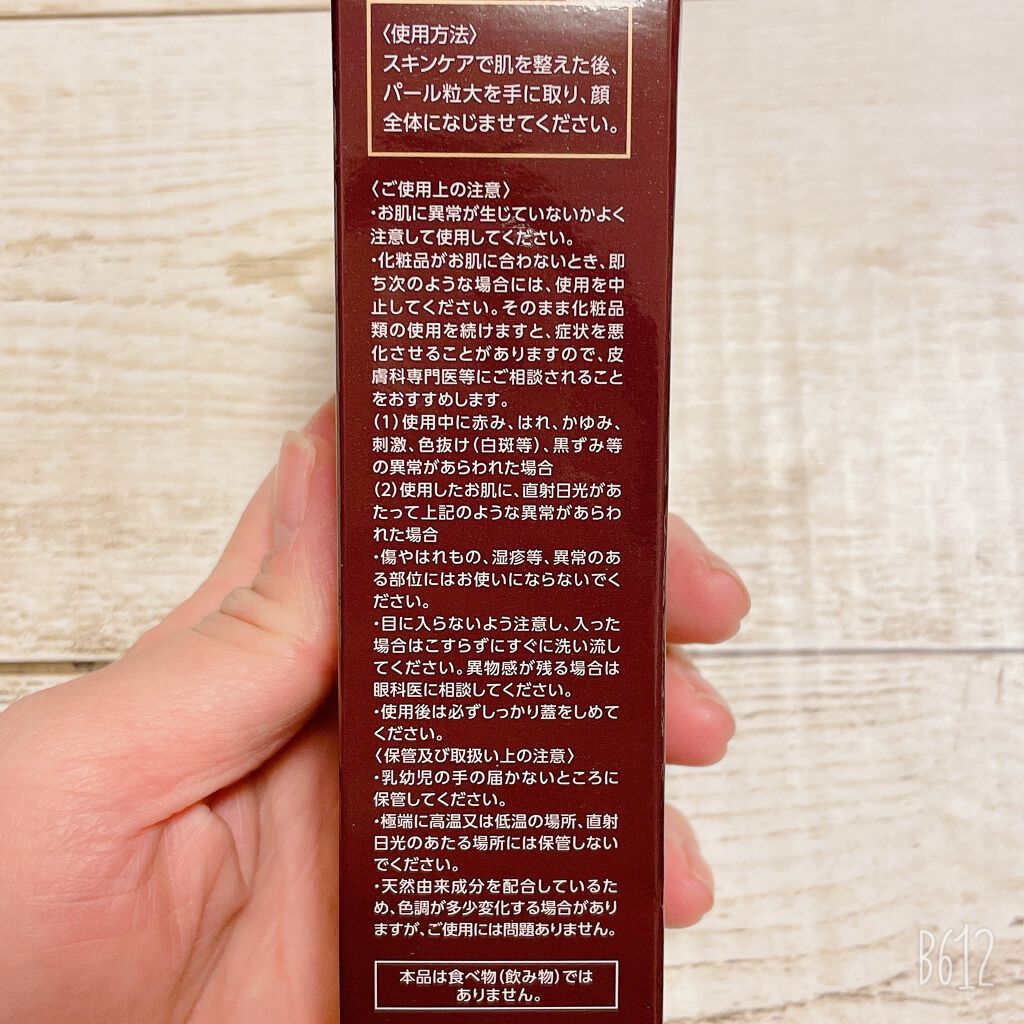 〈使用方法〉
スキンケアで肌を整えた後、
パール粒大を手に取り、顔
全体になじませてください。
〈ご使用上の注意〉
・お肌に異常が生じていないかよく
注意して使用してください。
・化粧品がお肌に合わないとき、即
ち次のような場合には、使用を中
止してください。そのまま化粧品
類の使用を続けますと、症状を悪
化させることがありますので、皮
膚科専門医等にご相談されること
をおすすめします。
(1)使用中に赤み、はれ、かゆみ、
刺激、色抜け(白斑等)、黒ずみ等
の異常があらわれた場合
(2)使用したお肌に、直射日光があ
たって上記のような異常があらわ
れた場合
・傷やはれもの、湿疹等、異常のあ
る部位にはお使いにならないでく
ださい。
・目に入らないよう注意し、入った
場合はこすらずにすぐに洗い流し
てください。異物感が残る場合は
眼科医に相談してください。
・使用後は必ずしっかり蓋をしめて
ください。
〈保管及び取扱い上の注意〉
・乳幼児の手の届かないところに
保管してください。
・極端に高温又は低温の場所、直射
日光のあたる場所には保管しない
でください。
・天然由来成分を配合しているた
め、色調が多少変化する場合があり
ますが、ご使用には問題ありません。
本品は食べ物(飲み物)では
ありません。
B612